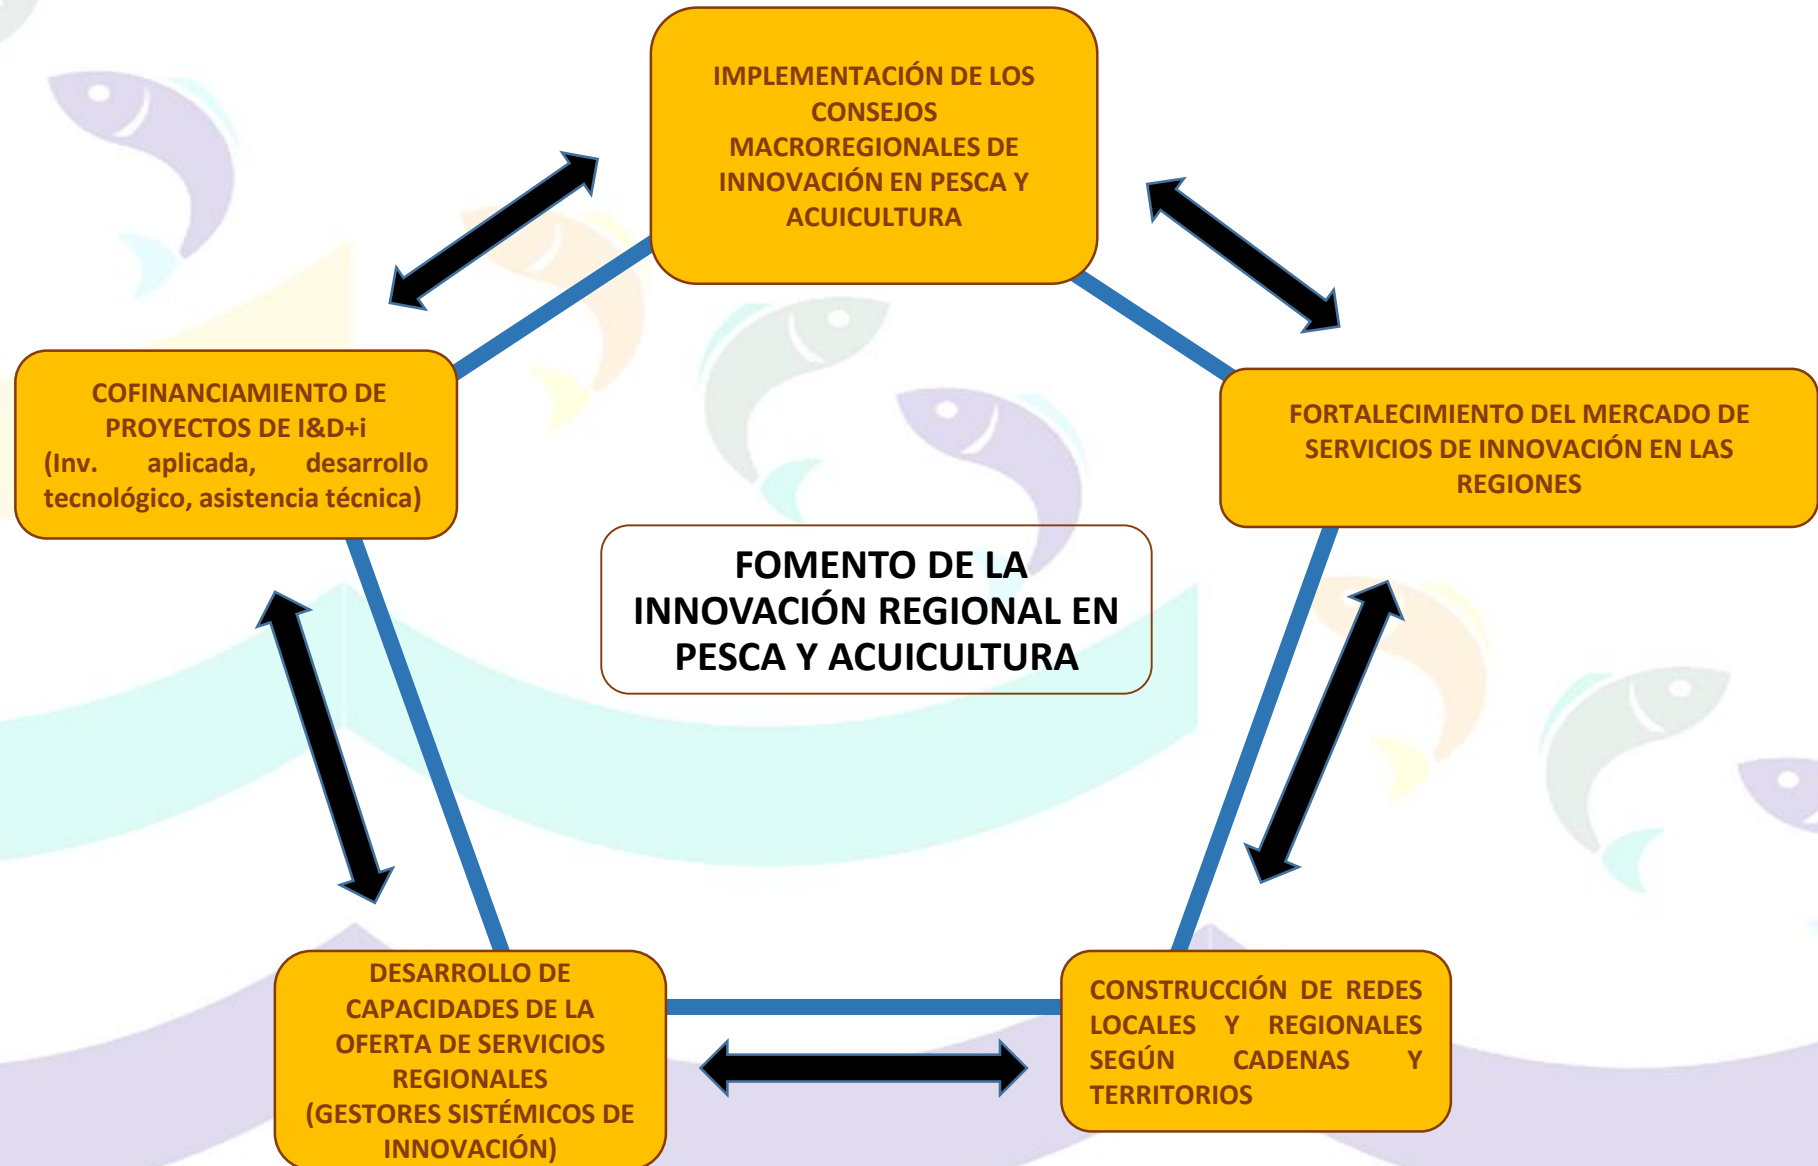 IMPLEMENTACIÓN DE LOS
CONSEJOS
MACROREGIONALES DE
INNOVACIÓN EN PESCA Y
ACUICULTURA
COFINANCIAMIENTO DE
PROYECTOS DE I&D+i
(Inv. aplicada, desarrollo
tecnológico, asistencia técnica)
FORTALECIMIENTO DEL MERCADO DE
SERVICIOS DE INNOVACIÓN EN LAS
REGIONES
FOMENTO DE LA
INNOVACIÓN REGIONAL EN
PESCA Y ACUICULTURA
DESARROLLO DE
CAPACIDADES DE LA
OFERTA DE SERVICIOS
REGIONALES
(GESTORES SISTÉMICOS DE
INNOVACIÓN)
CONSTRUCCIÓN DE REDES
LOCALES Y REGIONALES
SEGÚN CADENAS Y
TERRITORIOS